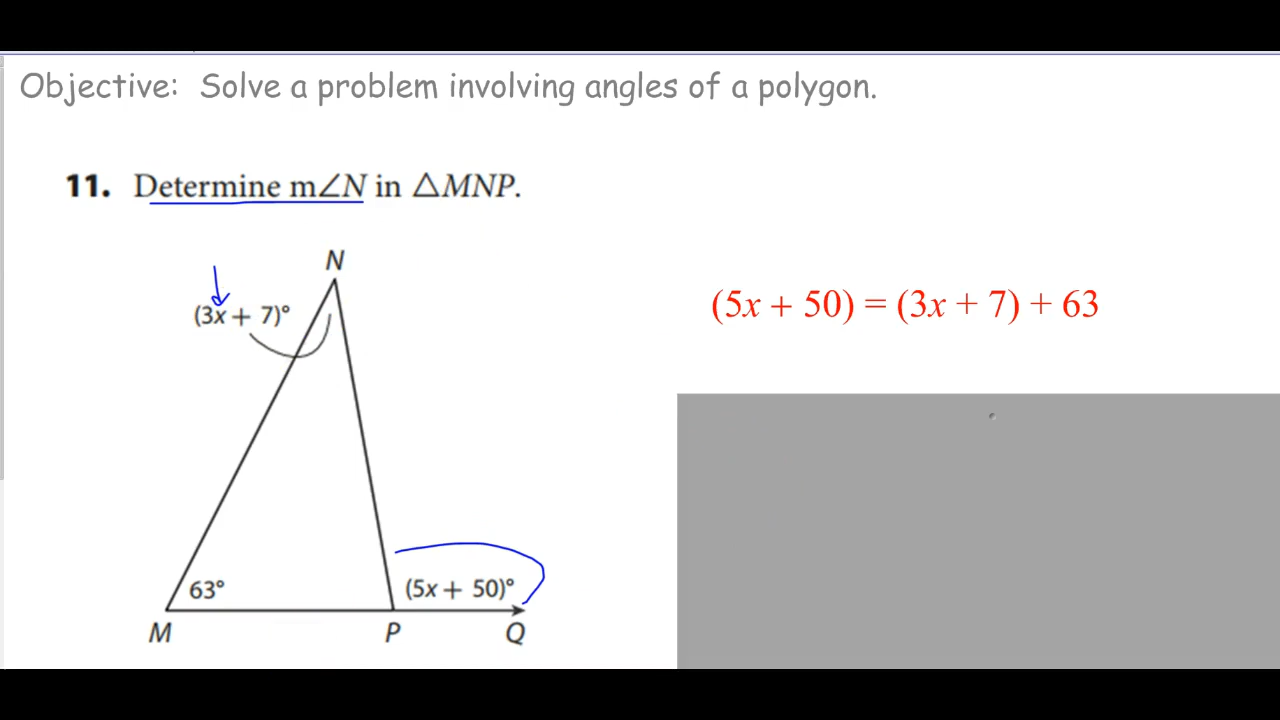 Objective: Solve a problem involving angles of a polygon.
11. Determine m∠N in △MNP.
N
(3x + 7)°
(5x + 50) = (3x + 7) + 63
63°
(5x + 50)°
M
P
Q